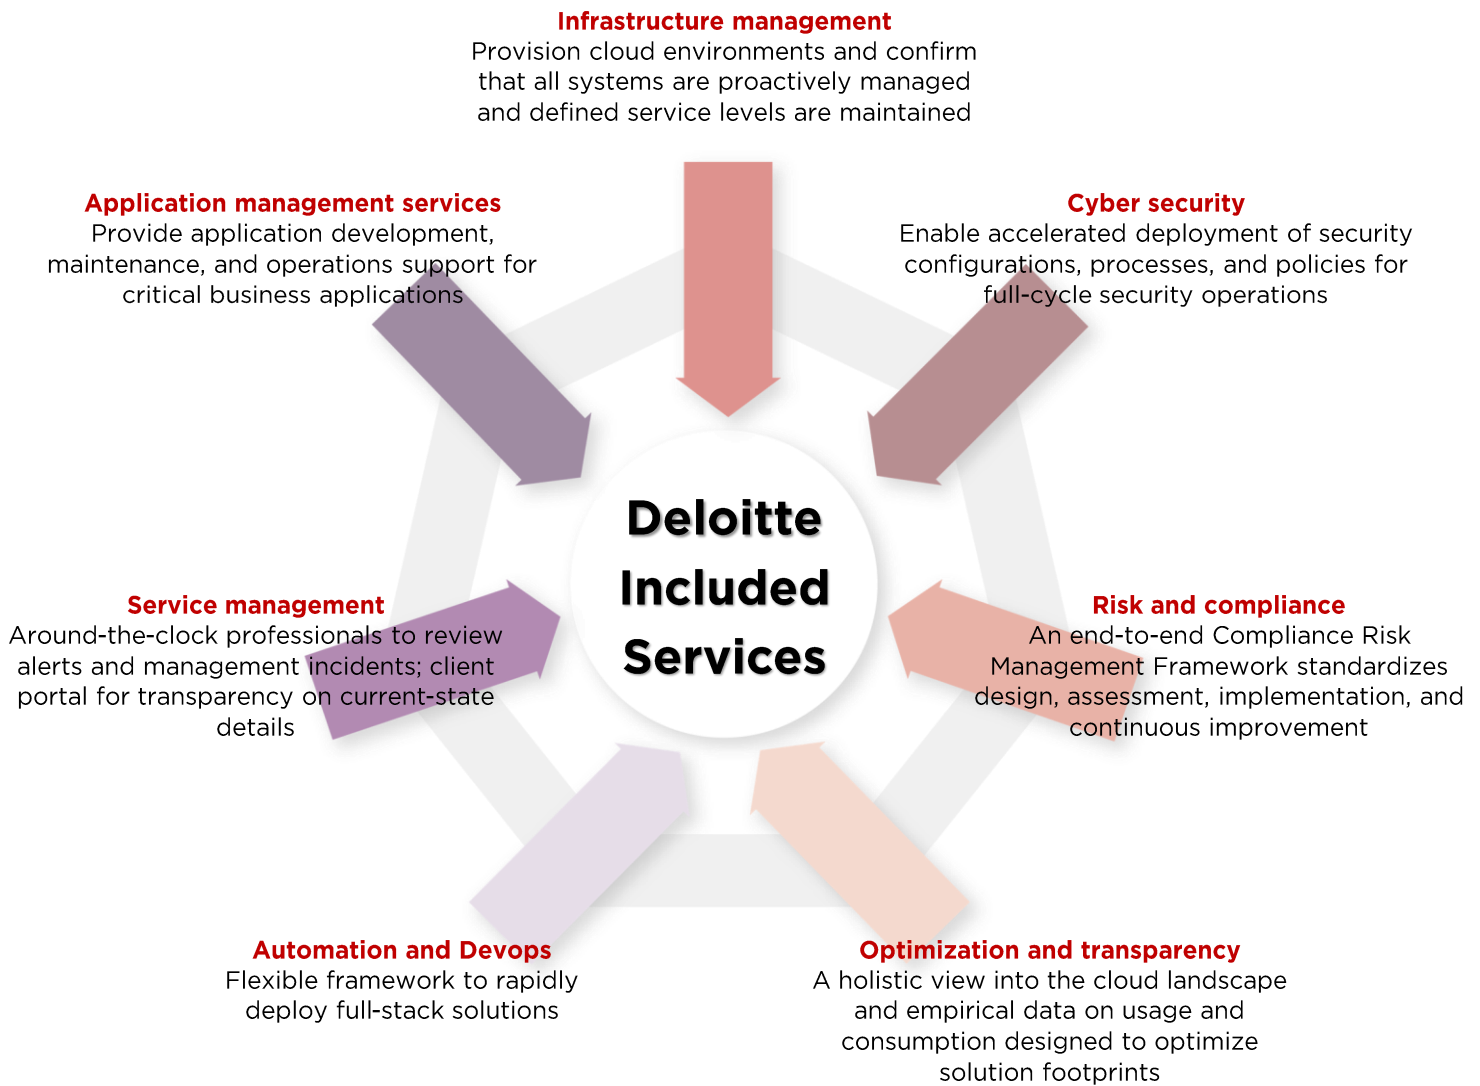 Infrastructure management
Provision cloud environments and confirm
that all systems are proactively managed
and defined service levels are maintained
Application management services
Provide application development,
maintenance, and operations support for
critical business applications
Cyber security
Enable accelerated deployment of security
configurations, processes, and policies for
full-cycle security operations
Deloitte
Included
Services
Service management
Around-the-clock professionals to review
alerts and management incidents; client
portal for transparency on current-state
details
Risk and compliance
An end-to-end Compliance Risk
Management Framework standardizes
design, assessment, implementation, and
continuous improvement
Automation and Devops
Flexible framework to rapidly
deploy full-stack solutions
Optimization and transparency
A holistic view into the cloud landscape
and empirical data on usage and
consumption designed to optimize
solution footprints